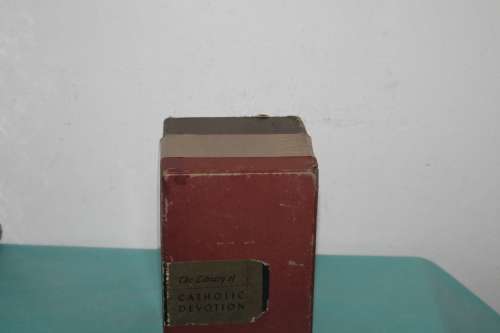 The Library of
CATHOLIC
DEVOTION